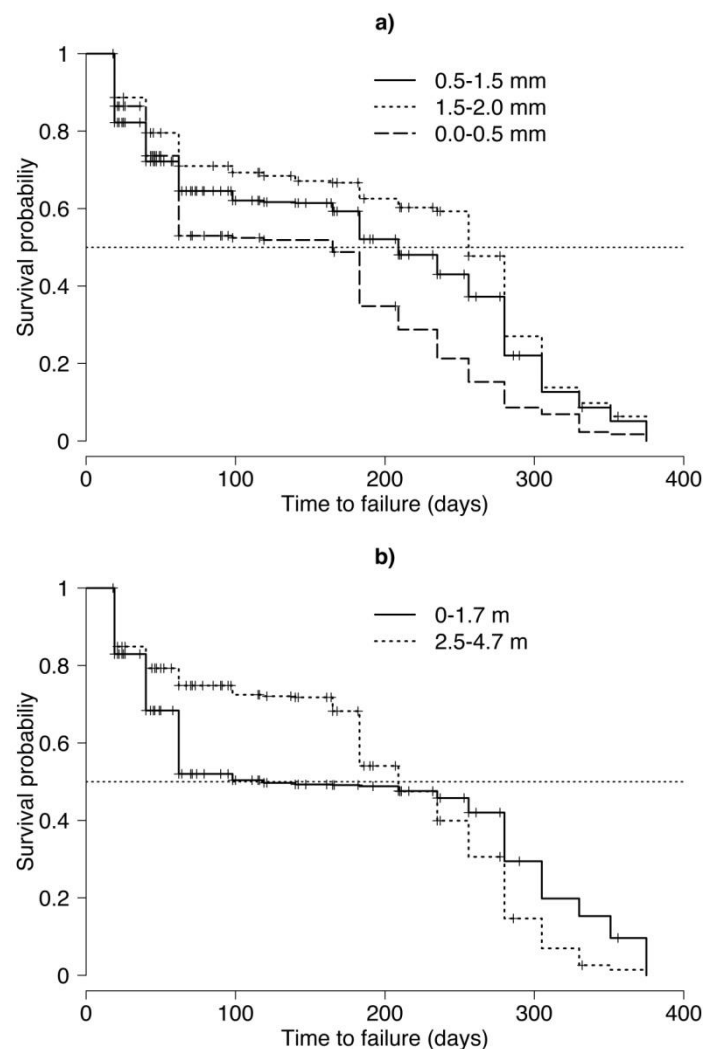 a)
0.5-1.5 mm
1.5-2.0 mm
0.0-0.5 mm
Survival probabiliy
1
0.8
0.6
0.4
0.2
0
0
100
200
300
400
Time to failure (days)
b)
0-1.7 m
2.5-4.7 m
Survival probabiliy
1
0.8
0.6
0.4
0.2
0
0
100
200
300
400
Time to failure (days)